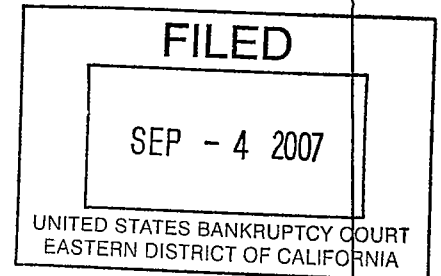 FILED
SEP - 4 2007
UNITED STATES BANKRUPTCY COURT
EASTERN DISTRICT OF CALIFORNIA